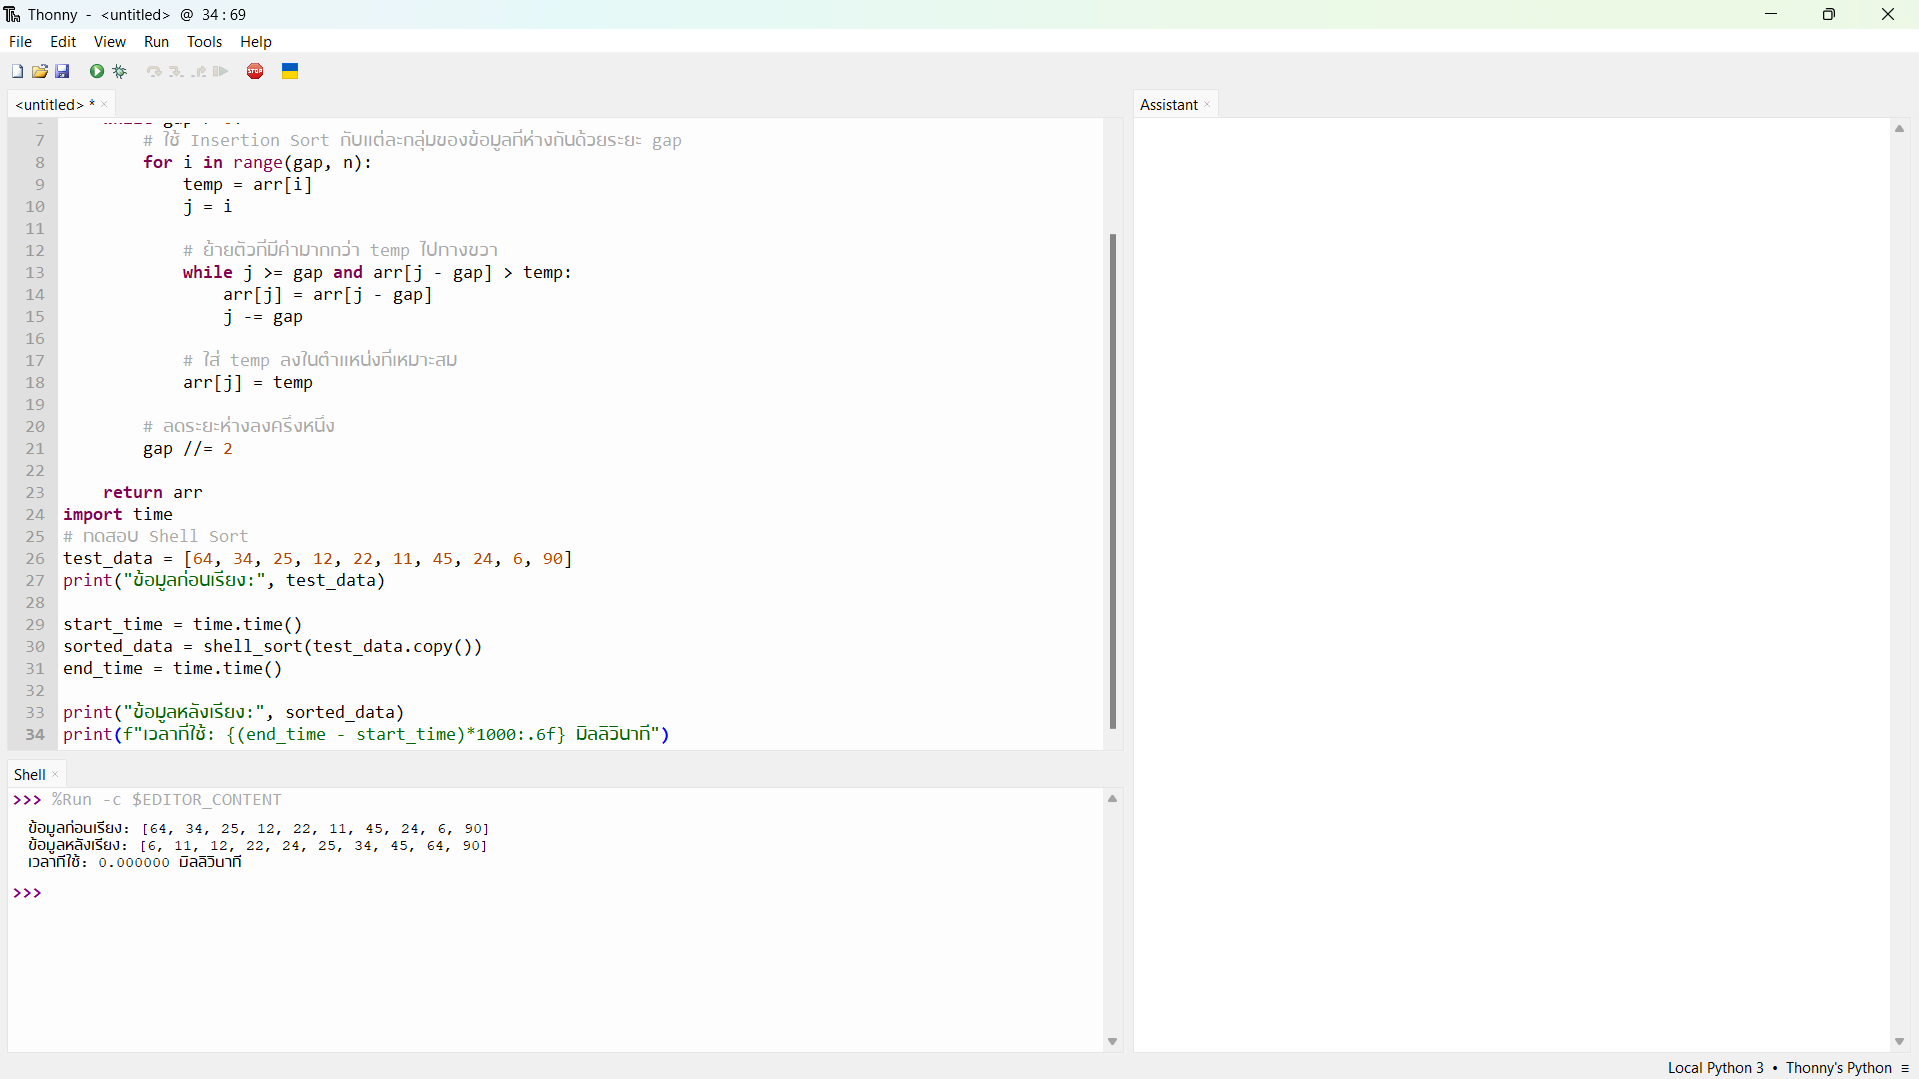 Thonny - <untitled> @ 34:69
File Edit View Run Tools Help
STOP
<untitled> *
Assistant
7 # ใช้ Insertion Sort กับแต่ละกลุ่มของข้อมูลที่ห่างกันด้วยระยะ gap
8 for i in range(gap, n):
9 temp = arr[i]
10 j = i
11
12 # ย้ายตัวที่มีค่ามากกว่า temp ไปทางขวา
13 while j >= gap and arr[j - gap] > temp:
14 arr[j] = arr[j - gap]
15 j -= gap
16
17 # ใส่ temp ลงในตำแหน่งที่เหมาะสม
18 arr[j] = temp
19
20 # ลดระยะห่างลงครึ่งหนึ่ง
21 gap //= 2
22
23 return arr
24 import time
25 # ทดสอบ Shell Sort
26 test_data = [64, 34, 25, 12, 22, 11, 45, 24, 6, 90]
27 print("ข้อมูลก่อนเรียง:", test_data)
28
29 start_time = time.time()
30 sorted_data = shell_sort(test_data.copy())
31 end_time = time.time()
32
33 print("ข้อมูลหลังเรียง:", sorted_data)
34 print(f"เวลาที่ใช้: {(end_time - start_time)*1000:.6f} มิลลิวินาที")
Shell
>>> %Run -c $EDITOR_CONTENT
ข้อมูลก่อนเรียง: [64, 34, 25, 12, 22, 11, 45, 24, 6, 90]
ข้อมูลหลังเรียง: [6, 11, 12, 22, 24, 25, 34, 45, 64, 90]
เวลาที่ใช้: 0.000000 มิลลิวินาที
>>>
Local Python 3 • Thonny's Python ≡